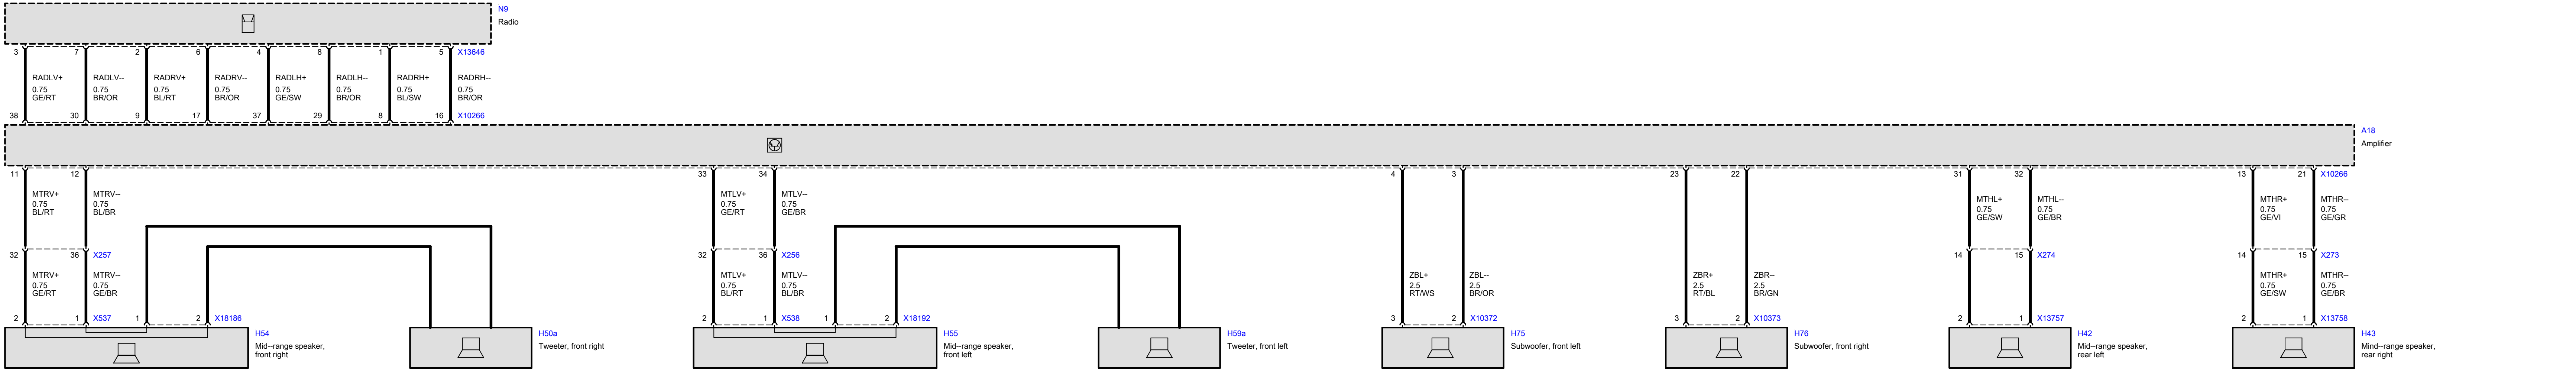 N9
Radio
3 7 2 6 4 8 1 5 X13646
RADLV+ RADLV-- RADRV+ RADRV-- RADLH+ RADLH-- RADRH+ RADRH--
0.75 0.75 0.75 0.75 0.75 0.75 0.75 0.75
GE/RT BR/OR BL/RT BR/OR GE/SW BR/OR BL/SW BR/OR
38 30 9 17 37 29 8 16 X10266
A18
Amplifier
11 12 33 34 4 3 23 22 31 32 13 21 X10266
MTRV+ MTRV-- MTLV+ MTLV-- MTHL+ MTHL-- MTHR+ MTHR--
0.75 0.75 0.75 0.75 0.75 0.75 0.75 0.75
BL/RT BL/BR GE/RT GE/BR GE/SW GE/BR GE/VI GE/GR
32 36 X257 32 36 X256 14 15 X274 14 15 X273
MTRV+ MTRV-- MTLV+ MTLV-- ZBL+ ZBL-- ZBR+ ZBR-- MTHR+ MTHR--
0.75 0.75 0.75 0.75 2.5 2.5 2.5 2.5 0.75 0.75
GE/RT GE/BR BL/RT BL/BR RT/WS BR/OR RT/BL BR/GN GE/SW GE/BR
2 1 X537 1 2 X18186 2 1 X538 1 2 X18192 3 2 X10372 3 2 X10373 2 1 X13757 2 1 X13758
H54 H50a H55 H59a H75 H76 H42 H43
Mid--range speaker, Tweeter, front right Mid--range speaker, Tweeter, front left Subwoofer, front left Subwoofer, front right Mid--range speaker, Mind--range speaker,
front right front left rear left rear right